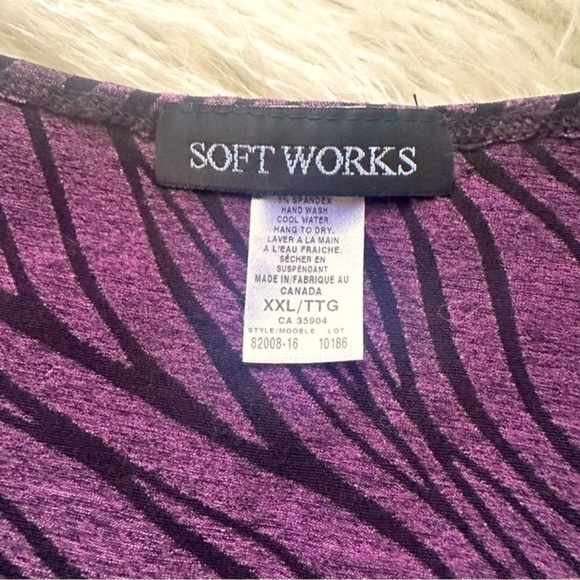 SOFT WORKS
5% SPANDEX
HAND WASH
COOL WATER.
HANG TO DRY.
LAVER A LA MAIN
A L'EAU FRAICHE.
SÉCHER EN
SUSPENDANT
MADE IN/FABRIQUE AU
CANADA
XXL/TTG
CA 35904
STYLE/MODELE LOT
82008-16 10186